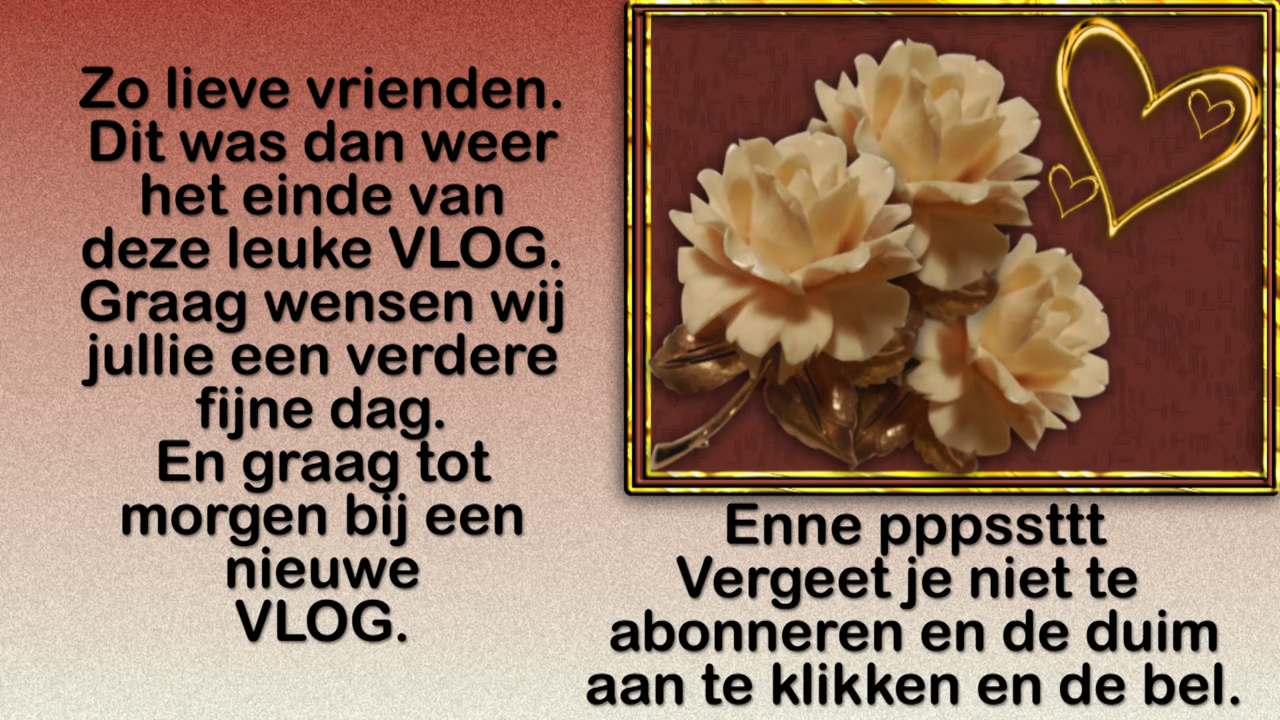 Zo lieve vrienden.
Dit was dan weer
het einde van
deze leuke VLOG.
Graag wensen wij
jullie een verdere
fijne dag.
En graag tot
morgen bij een
nieuwe
VLOG.
Enne pppssttt
Vergeet je niet te
abonneren en de duim
aan te klikken en de bel.